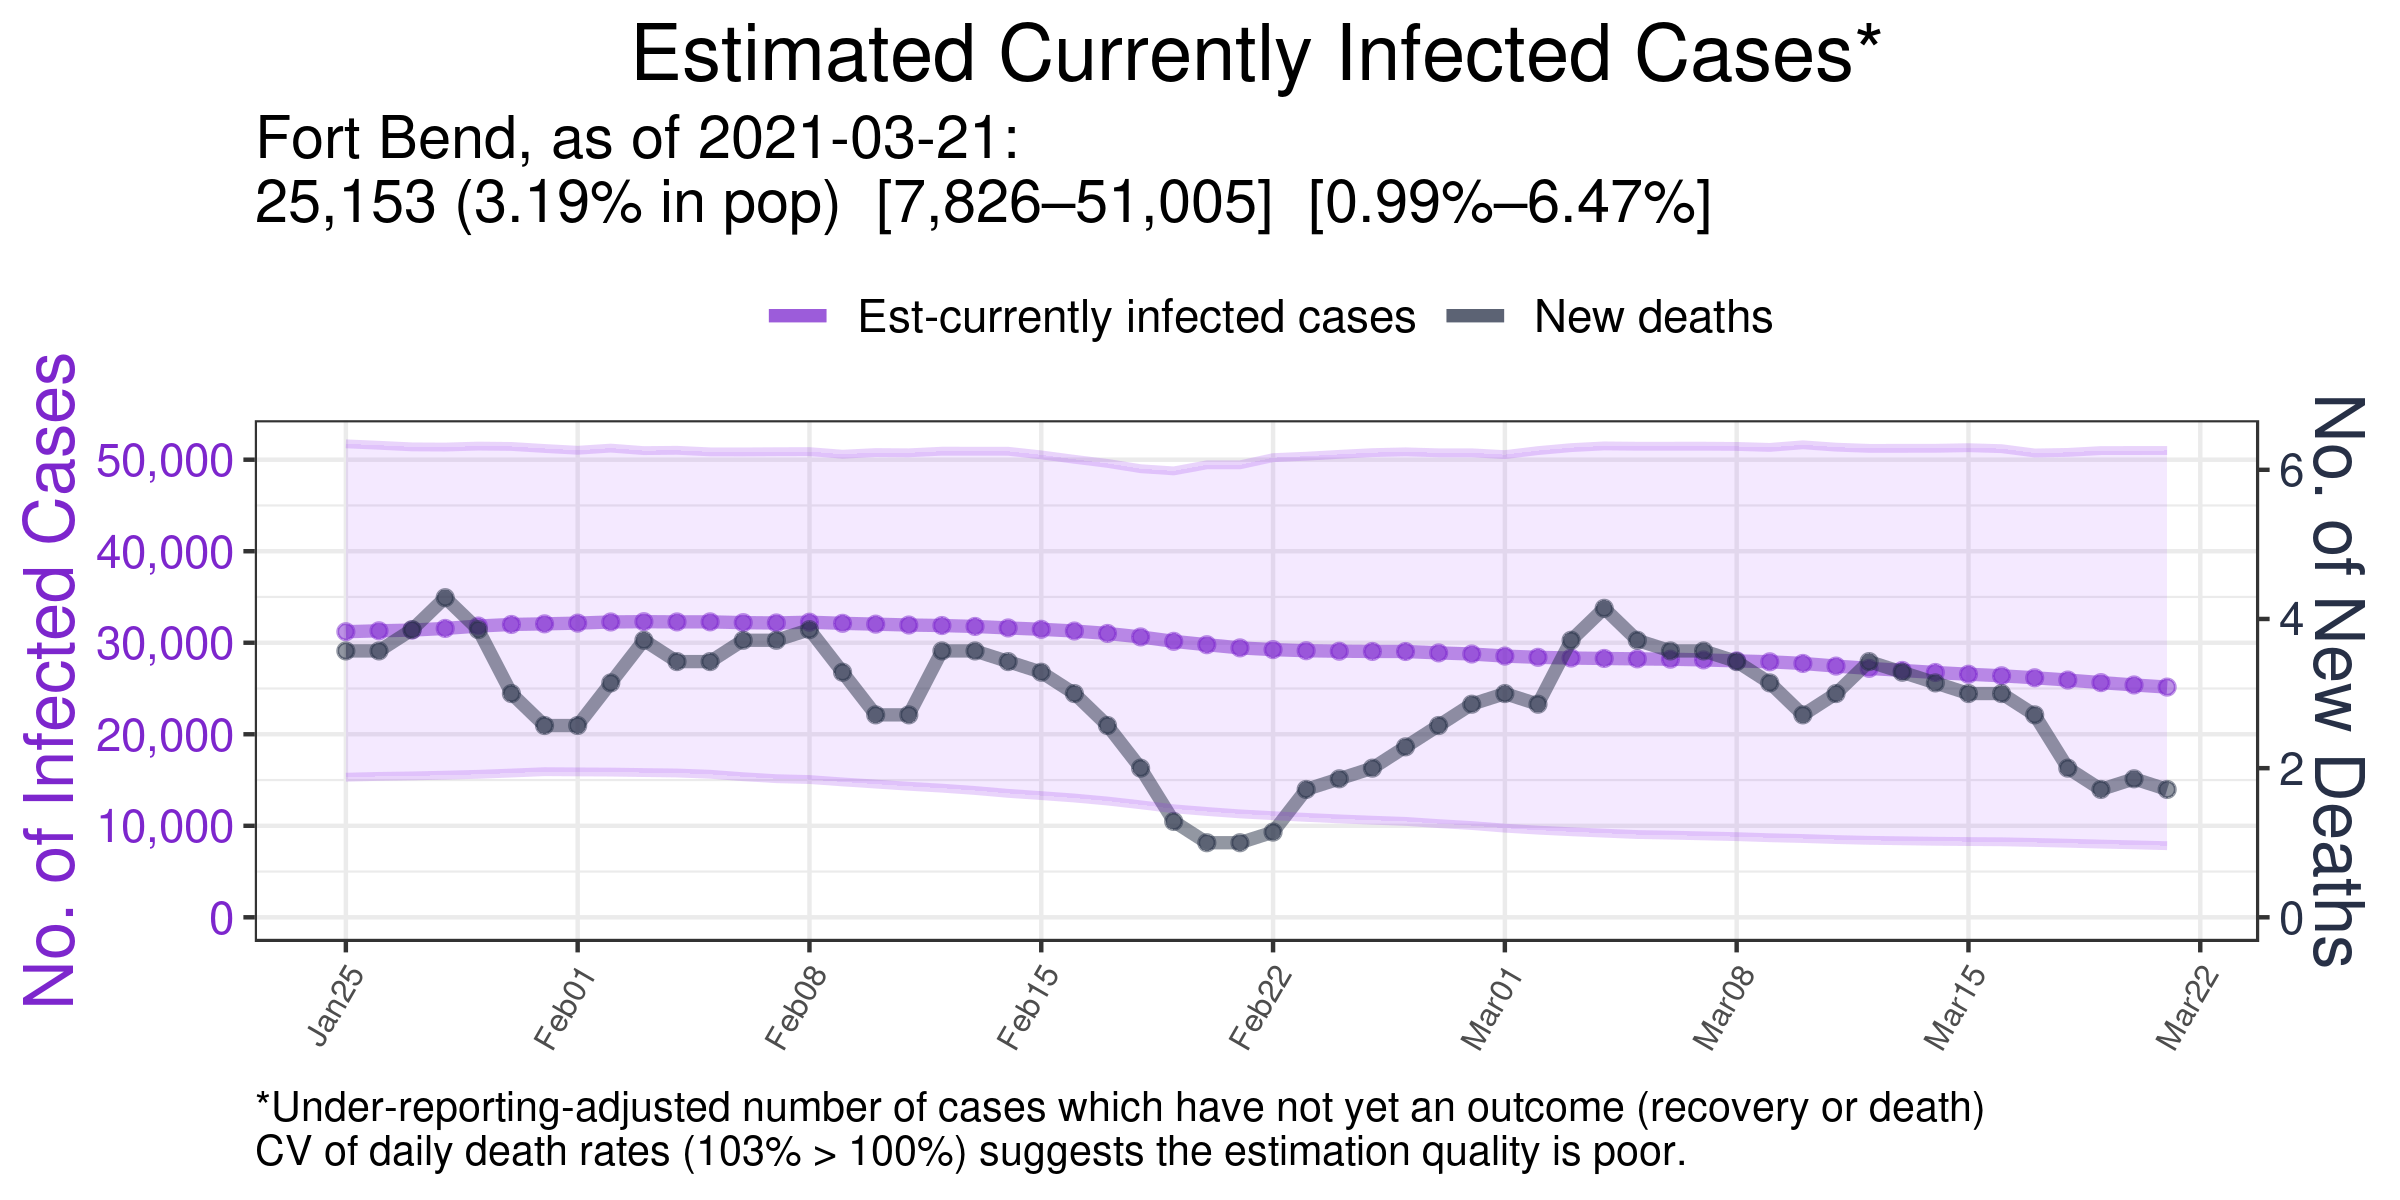 Estimated Currently Infected Cases*
Fort Bend, as of 2021-03-21:
25,153 (3.19% in pop)  [7,826–51,005]  [0.99%–6.47%]
Est-currently infected cases
New deaths
No. of Infected Cases
50,000
40,000
30,000
20,000
10,000
0
No. of New Deaths
6
4
2
0
Jan25
Feb01
Feb08
Feb15
Feb22
Mar01
Mar08
Mar15
Mar22
*Under-reporting-adjusted number of cases which have not yet an outcome (recovery or death)
CV of daily death rates (103% > 100%) suggests the estimation quality is poor.